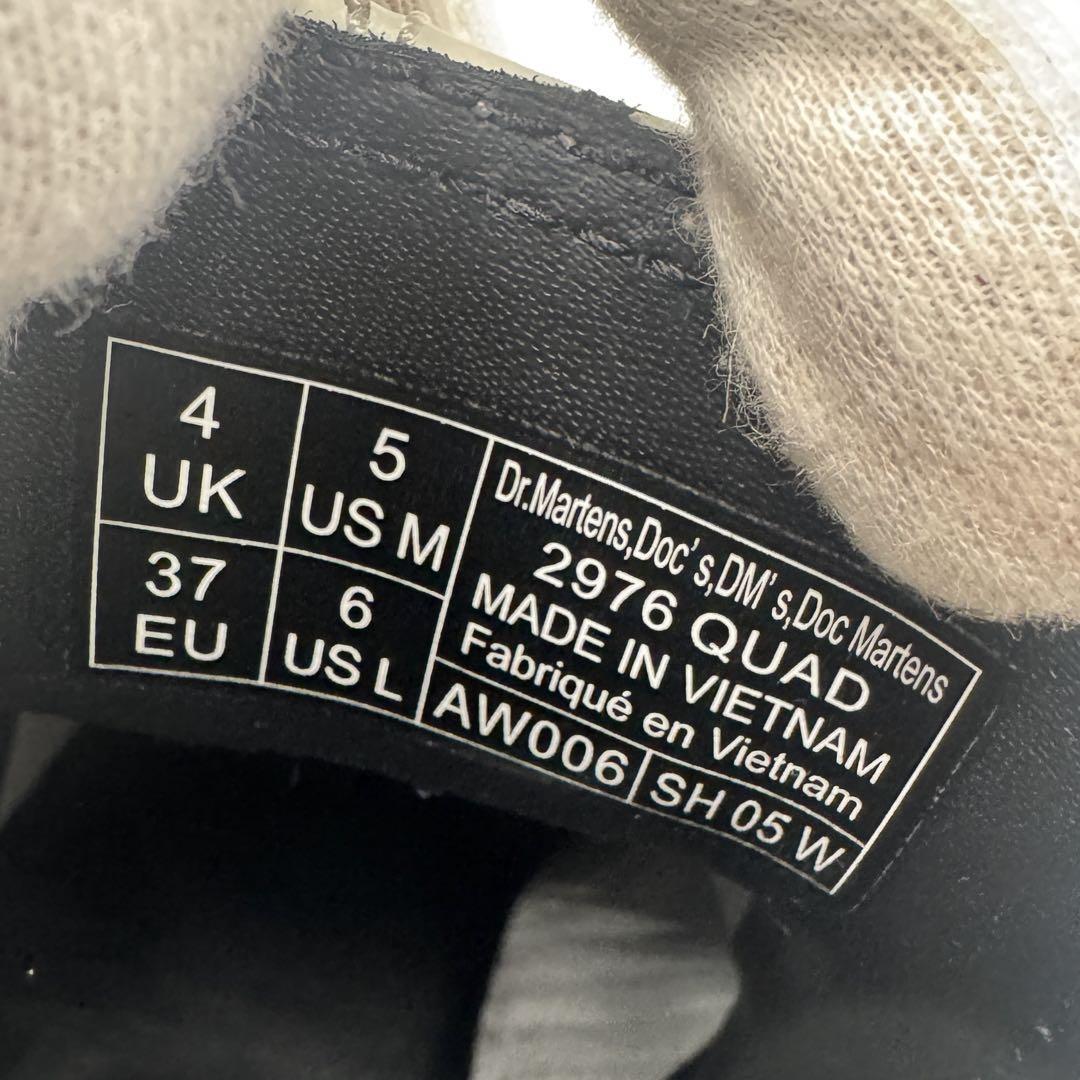 4
UK
5
US M
37
EU
6
US L
Dr.Martens,Doc's,DM's,Doc Martens
2976 QUAD
MADE IN VIETNAM
Fabriqué en Vietnam
AW006
SH 05 W